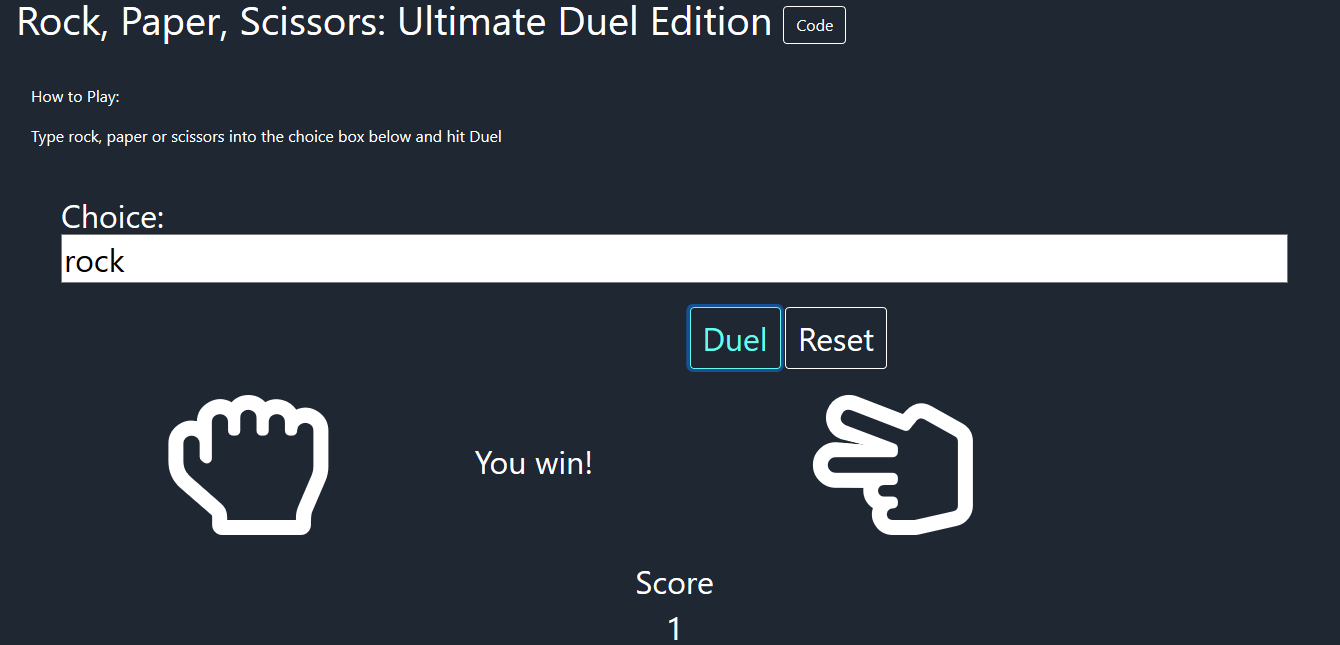 Rock, Paper, Scissors: Ultimate Duel Edition Code
How to Play:
Type rock, paper or scissors into the choice box below and hit Duel
Choice:
rock
Duel Reset
You win!
Score
1